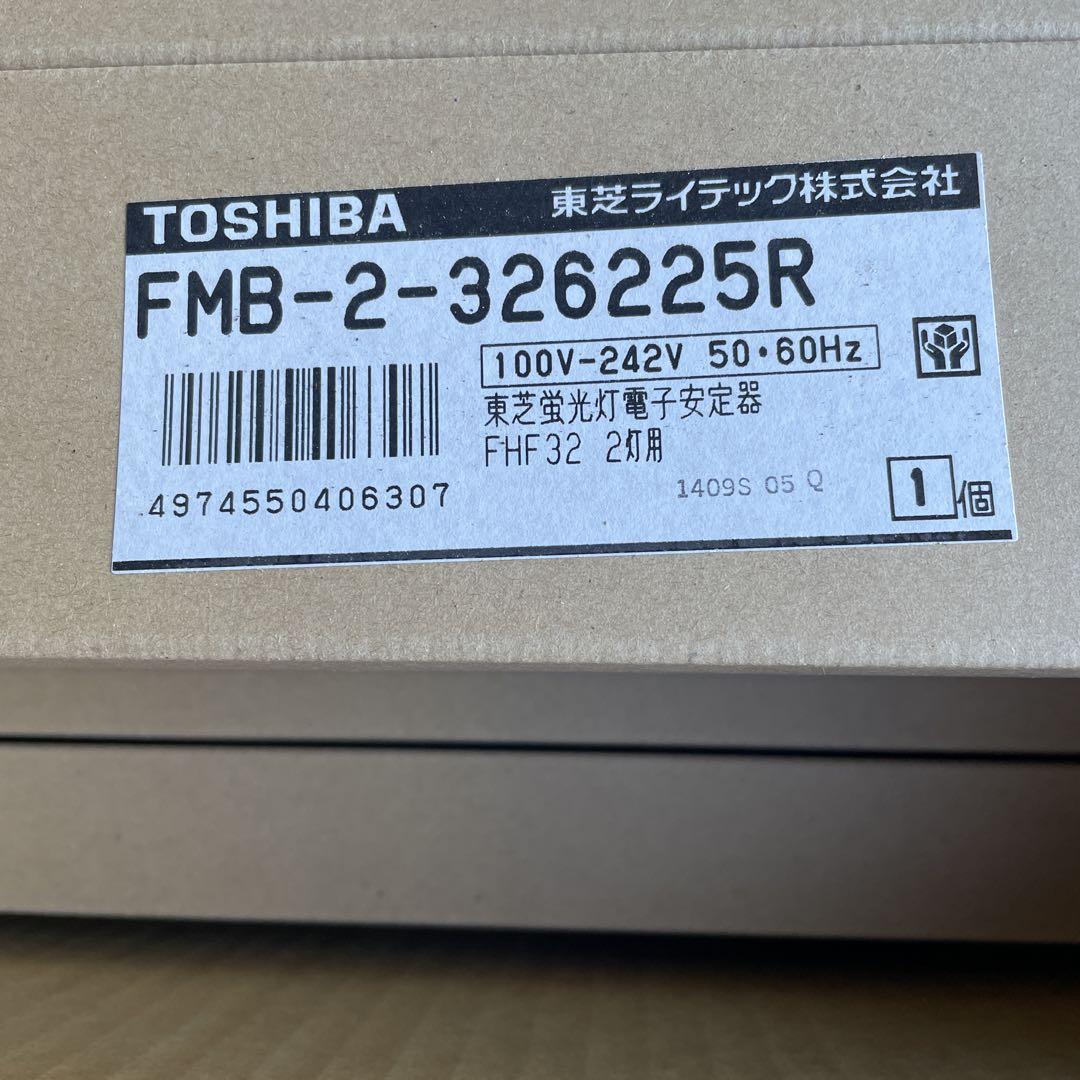 TOSHIBA 東芝ライテック株式会社
FMB-2-326225R
100V-242V 50・60Hz
東芝蛍光灯電子安定器
FHF32 2灯用
4974550406307
1409S 05 Q
1個